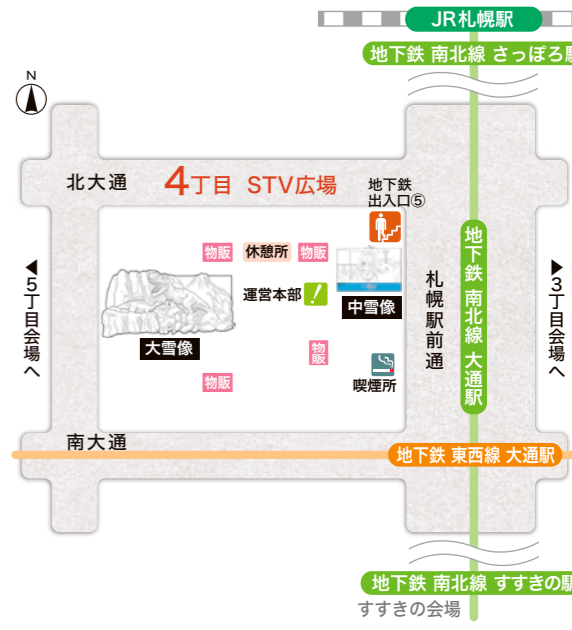 JR札幌駅
地下鉄 南北線 さっぽろ駅
N
北大通
4丁目 STV広場
地下鉄
出入口⑤
物販
休憩所
物販
運営本部
中雪像
大雪像
物販
物販
喫煙所
◀5丁目会場へ
札幌駅前通
地下鉄 南北線 大通駅
▶3丁目会場へ
南大通
地下鉄 東西線 大通駅
地下鉄 南北線 すすきの駅
すすきの会場